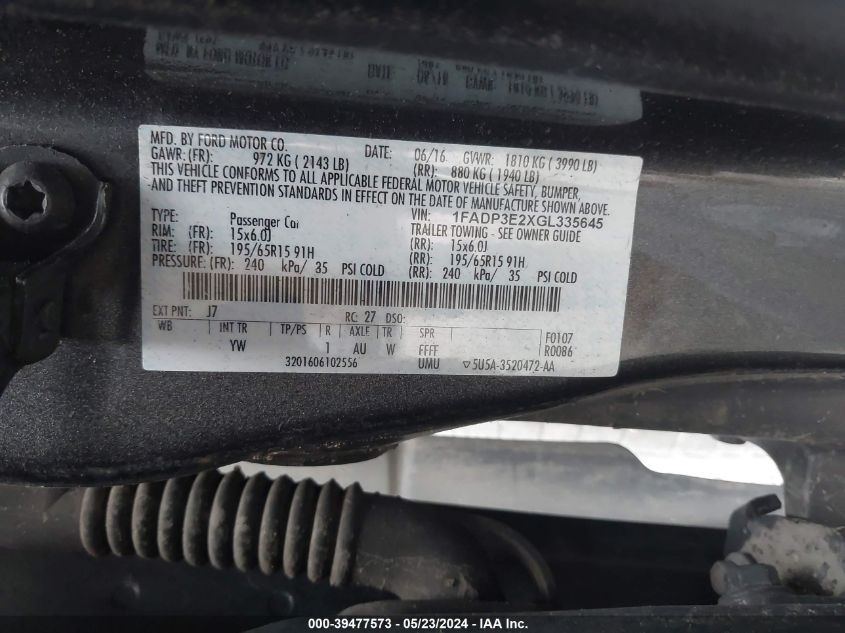 MFD. BY FORD MOTOR CO.
DATE: 06/16 GVWR: 1810 KG ( 3990 LB)
GAWR: (FR): 972 KG ( 2143 LB) (RR): 880 KG ( 1940 LB)
THIS VEHICLE CONFORMS TO ALL APPLICABLE FEDERAL MOTOR VEHICLE SAFETY, BUMPER,
AND THEFT PREVENTION STANDARDS IN EFFECT ON THE DATE OF MANUFACTURE SHOWN ABOVE.
VIN: 1FADP3E2XGL335645
TYPE: Passenger Car TRAILER TOWING - SEE OWNER GUIDE
RIM: (FR): 15x6.0J (RR): 15x6.0J
TIRE: (FR): 195/65R15 91H (RR): 195/65R15 91H
PRESSURE: (FR): 240 kPa/ 35 PSI COLD (RR): 240 kPa/ 35 PSI COLD
EXT PNT: J7 RC: 27 DSO:
WB INT TR TP/PS R AXLE TR SPR F0107
YW 1 AU W FFFF R0086
3201606102556 UMU ▽5U5A-3520472-AA
000-39477573 - 05/23/2024 - IAAI, Inc.